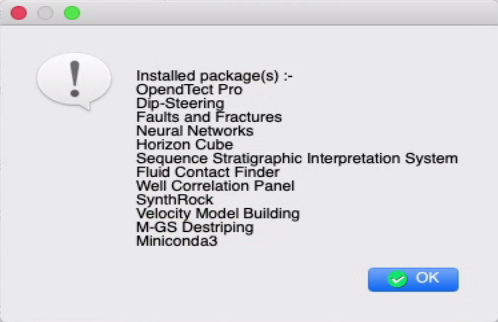 Installed package(s) :-
OpendTect Pro
Dip-Steering
Faults and Fractures
Neural Networks
Horizon Cube
Sequence Stratigraphic Interpretation System
Fluid Contact Finder
Well Correlation Panel
SynthRock
Velocity Model Building
M-GS Destriping
Miniconda3
OK